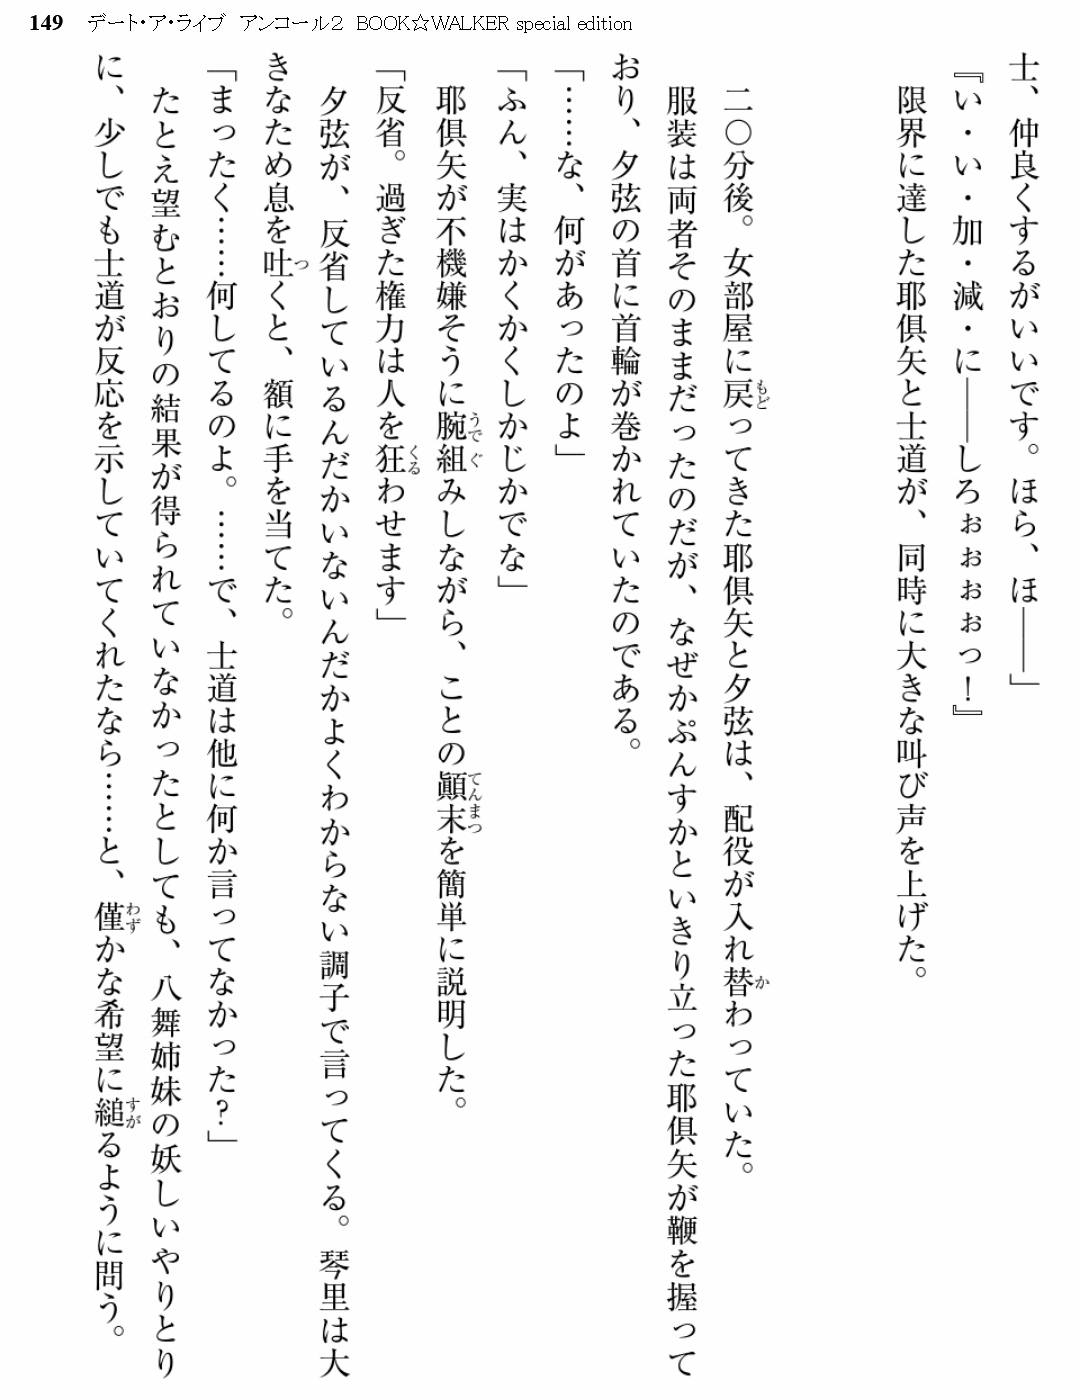 149 デート・ア・ライブ アンコール2 BOOK☆WALKER special edition
士、仲良くするがいいです。ほら、ほ――」
『い・い・加・減・に――しろぉぉぉぉっ！』
限界に達した耶倶矢と士道が、同時に大きな叫び声を上げた。
二〇分後。女部屋に戻ってきた耶倶矢と夕弦は、配役が入れ替わっていた。
服装は両者そのままだったのだが、なぜかぷんすかといきり立った耶倶矢が鞭を握って
おり、夕弦の首に首輪が巻かれていたのである。
「……な、何があったのよ」
「ふん、実はかくかくしかじかでな」
耶倶矢が不機嫌そうに腕組みしながら、ことの顚末を簡単に説明した。
「反省。過ぎた権力は人を狂わせます」
夕弦が、反省しているんだかいないんだかよくわからない調子で言ってくる。琴里は大
きなため息を吐くと、額に手を当てた。
「まったく……何してるのよ。……で、士道は他に何か言ってなかった？」
たとえ望むとおりの結果が得られていなかったとしても、八舞姉妹の妖しいやりとり
に、少しでも士道が反応を示していてくれたなら……と、僅かな希望に縋るように問う。